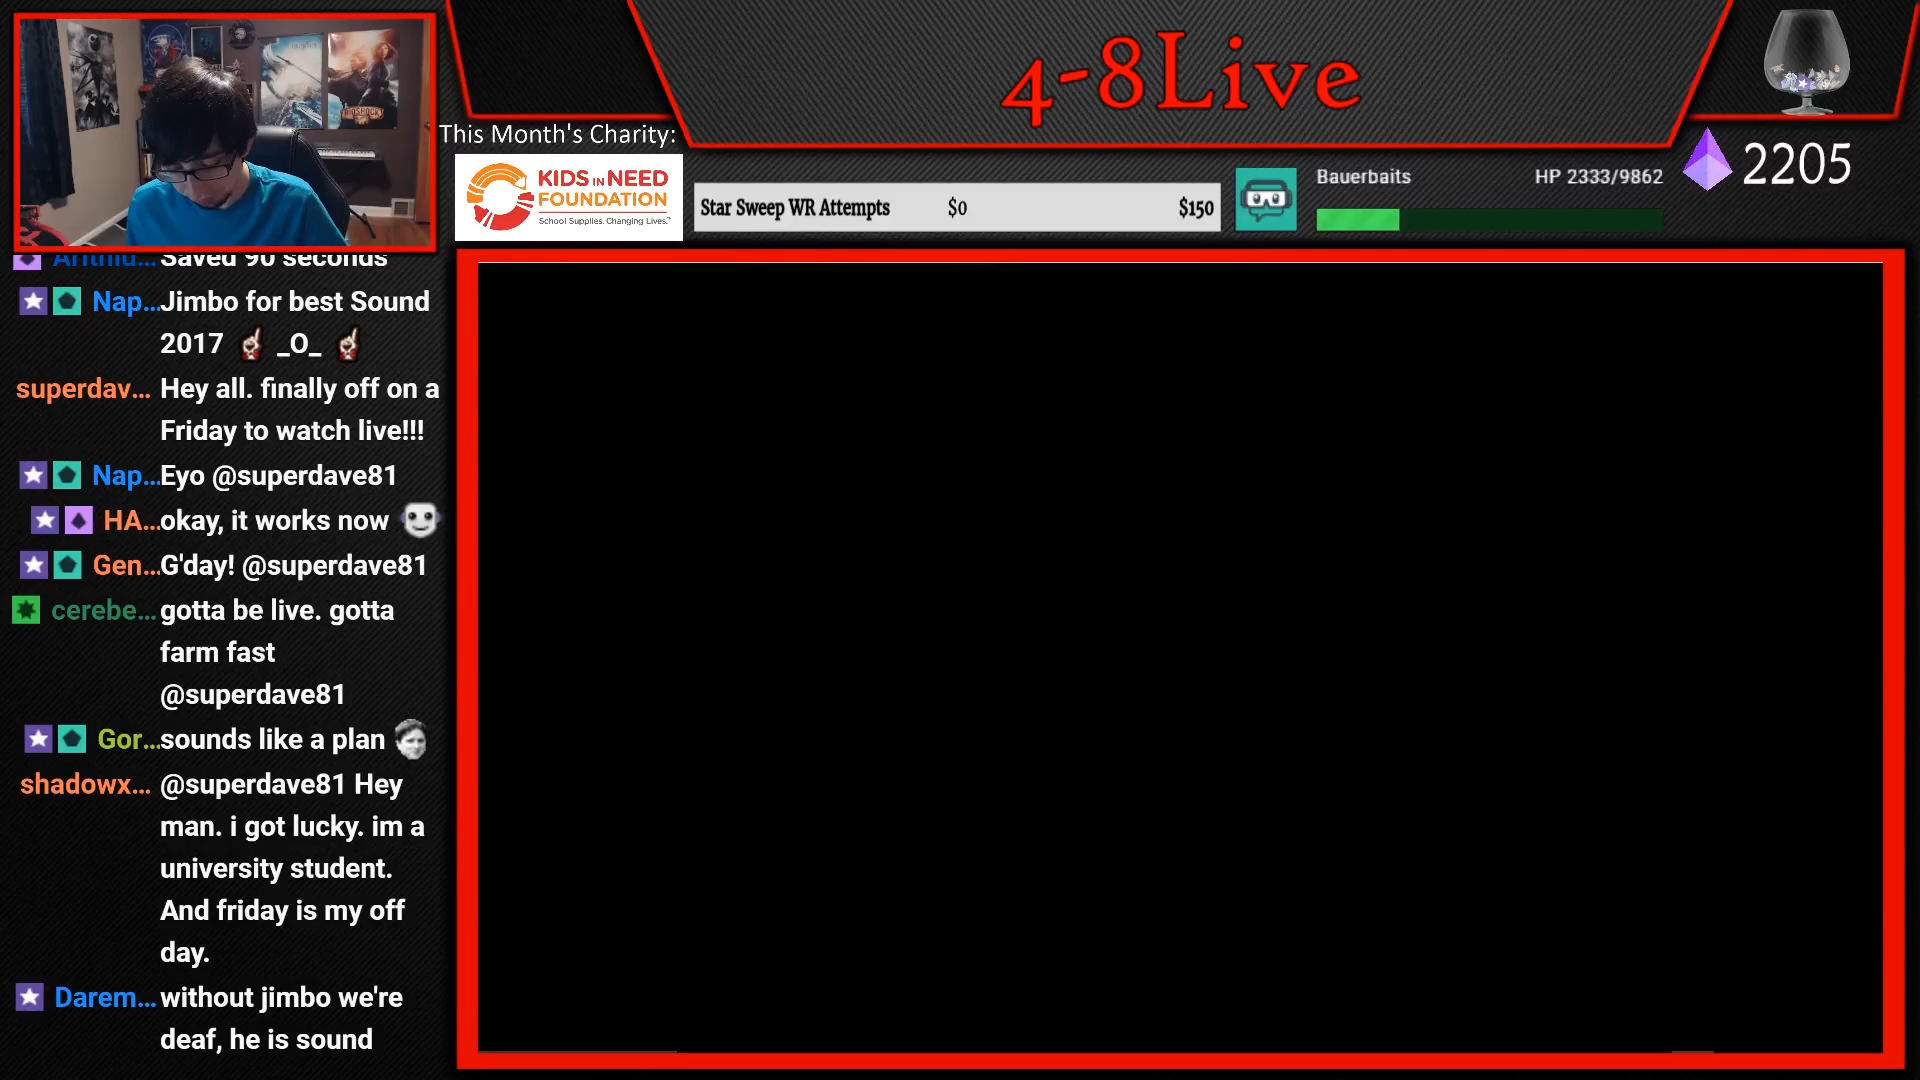 4-8Live
This Month's Charity:
KIDS IN NEED
FOUNDATION
School Supplies. Changing Lives.™
Star Sweep WR Attempts $0 $150
Bauerbaits HP 2333/9862
2205
Saved 90 seconds
Nap...Jimbo for best Sound
2017 _O_
superdav... Hey all. finally off on a
Friday to watch live!!!
Nap...Eyo @superdave81
HA...okay, it works now
Gen...G'day! @superdave81
cerebe...gotta be live. gotta
farm fast
@superdave81
Gor...sounds like a plan
shadowx... @superdave81 Hey
man. i got lucky. im a
university student.
And friday is my off
day.
Darem...without jimbo we're
deaf, he is sound